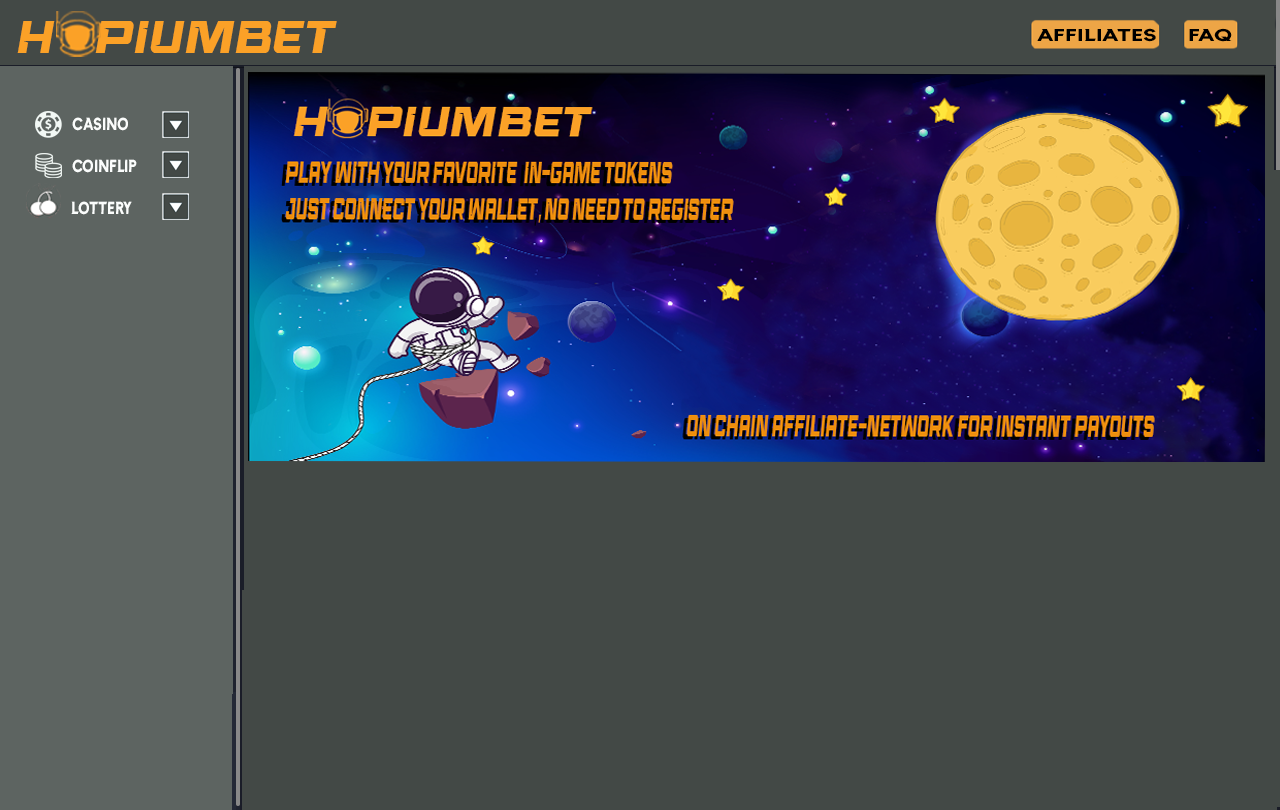 HOPIUMBET
AFFILIATES
FAQ
CASINO
COINFLIP
LOTTERY
HOPIUMBET
PLAY WITH YOUR FAVORITE IN-GAME TOKENS
JUST CONNECT YOUR WALLET, NO NEED TO REGISTER
ON CHAIN AFFILIATE-NETWORK FOR INSTANT PAYOUTS